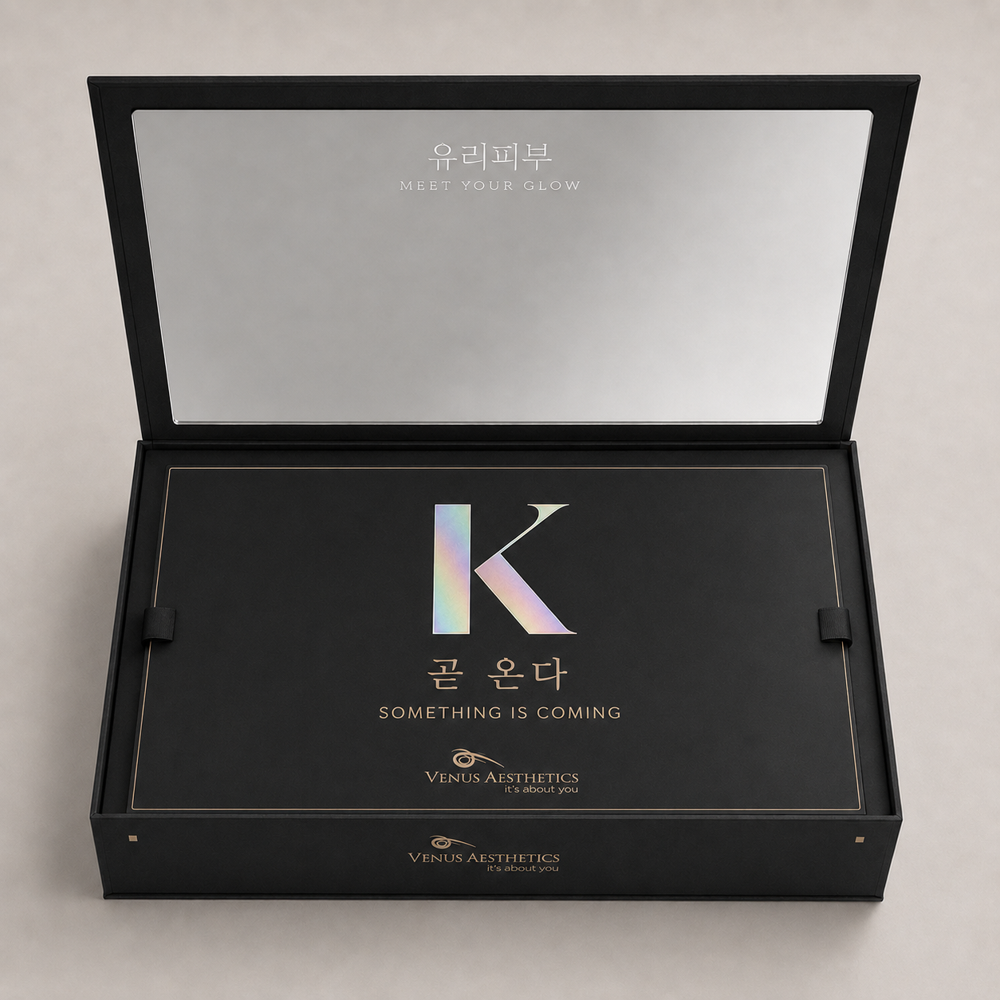 유리피부
MEET YOUR GLOW
K
곧 온다
SOMETHING IS COMING
VENUS AESTHETICS
it's about you
VENUS AESTHETICS
it's about you